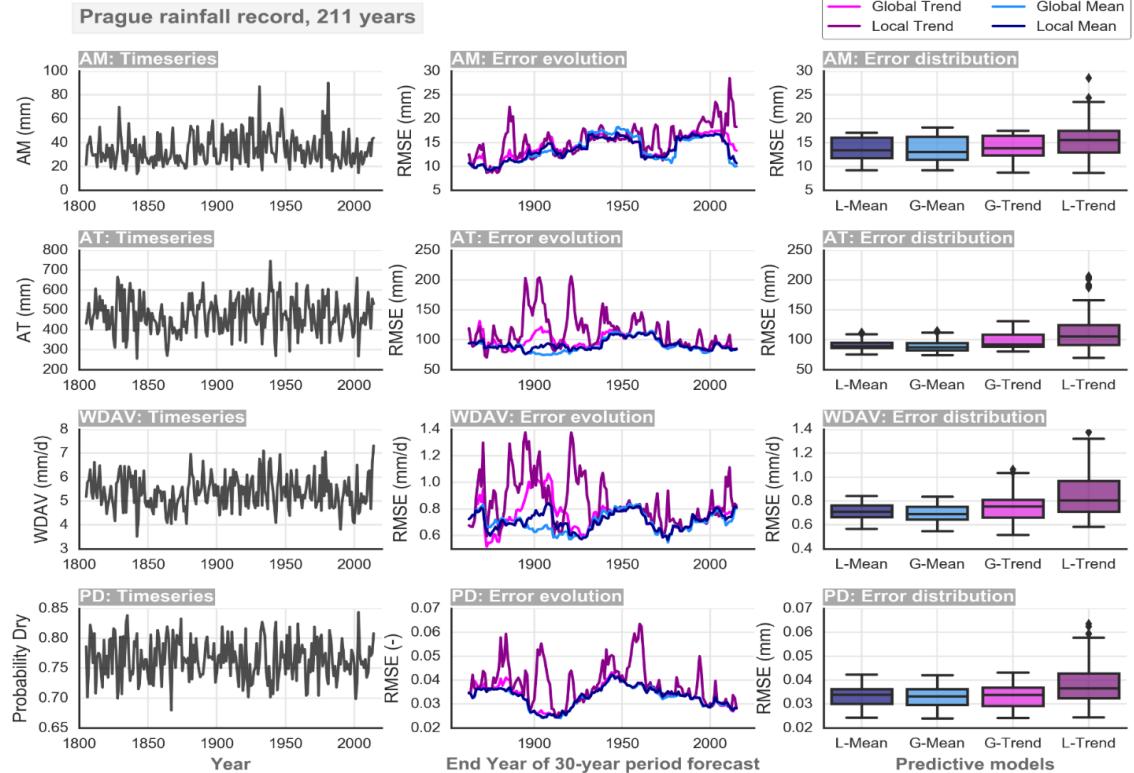 Prague rainfall record, 211 years
Global Trend Global Mean
Local Trend Local Mean
AM: Timeseries AM: Error evolution AM: Error distribution
100 30 30
80 25 25
60 20 20
40 15 15
20 10 10
0 5 5
AM (mm) RMSE (mm) RMSE (mm)
1800 1850 1900 1950 2000 1900 1950 2000 L-Mean G-Mean G-Trend L-Trend
AT: Timeseries AT: Error evolution AT: Error distribution
800 250 250
700
600 200 200
500 150 150
400 100 100
300
200 50 50
AT (mm) RMSE (mm) RMSE (mm)
1800 1850 1900 1950 2000 1900 1950 2000 L-Mean G-Mean G-Trend L-Trend
WDAV: Timeseries WDAV: Error evolution WDAV: Error distribution
8 1.4 1.4
7 1.2 1.2
6 1.0 1.0
5 0.8 0.8
4 0.6 0.6
3 0.4
WDAV (mm/d) RMSE (mm/d) RMSE (mm/d)
1800 1850 1900 1950 2000 1900 1950 2000 L-Mean G-Mean G-Trend L-Trend
PD: Timeseries PD: Error evolution PD: Error distribution
0.85 0.07 0.07
0.80 0.06 0.06
0.75 0.05 0.05
0.70 0.04 0.04
0.65 0.03 0.03
0.02 0.02
Probability Dry RMSE (-) RMSE (mm)
1800 1850 1900 1950 2000 1900 1950 2000 L-Mean G-Mean G-Trend L-Trend
Year End Year of 30-year period forecast Predictive models